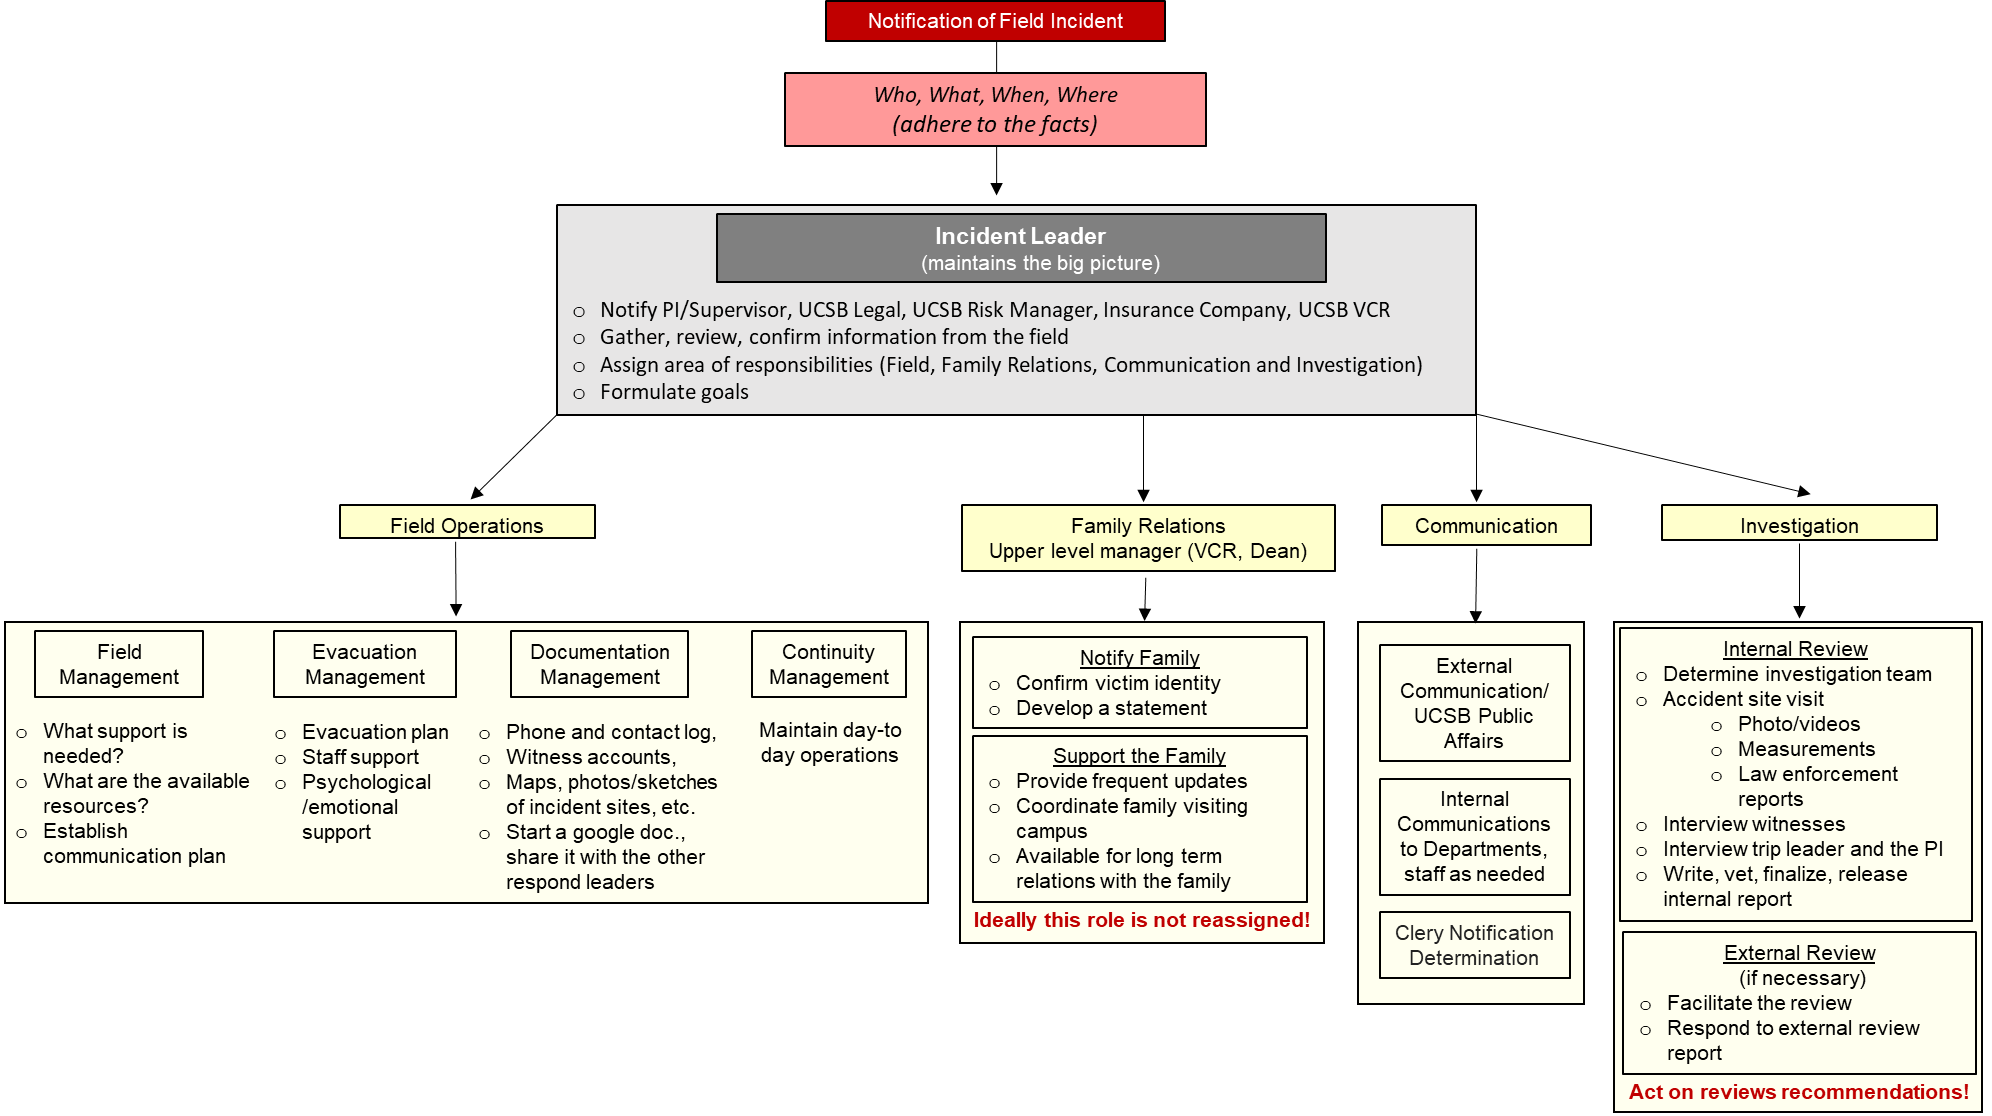 Notification of Field Incident
Who, What, When, Where
(adhere to the facts)
Incident Leader
(maintains the big picture)
o Notify PI/Supervisor, UCSB Legal, UCSB Risk Manager, Insurance Company, UCSB VCR
o Gather, review, confirm information from the field
o Assign area of responsibilities (Field, Family Relations, Communication and Investigation)
o Formulate goals
Field Operations
Field
Management
o What support is
needed?
o What are the available
resources?
o Establish
communication plan
Evacuation
Management
o Evacuation plan
o Staff support
o Psychological
/emotional
support
Documentation
Management
o Phone and contact log,
o Witness accounts,
o Maps, photos/sketches
of incident sites, etc.
o Start a google doc.,
share it with the other
respond leaders
Continuity
Management
Maintain day-to
day operations
Family Relations
Upper level manager (VCR, Dean)
Notify Family
o Confirm victim identity
o Develop a statement
Support the Family
o Provide frequent updates
o Coordinate family visiting
campus
o Available for long term
relations with the family
Ideally this role is not reassigned!
Communication
External
Communication/
UCSB Public
Affairs
Internal
Communications
to Departments,
staff as needed
Clery Notification
Determination
Investigation
Internal Review
o Determine investigation team
o Accident site visit
o Photo/videos
o Measurements
o Law enforcement
reports
o Interview witnesses
o Interview trip leader and the PI
o Write, vet, finalize, release
internal report
External Review
(if necessary)
o Facilitate the review
o Respond to external review
report
Act on reviews recommendations!